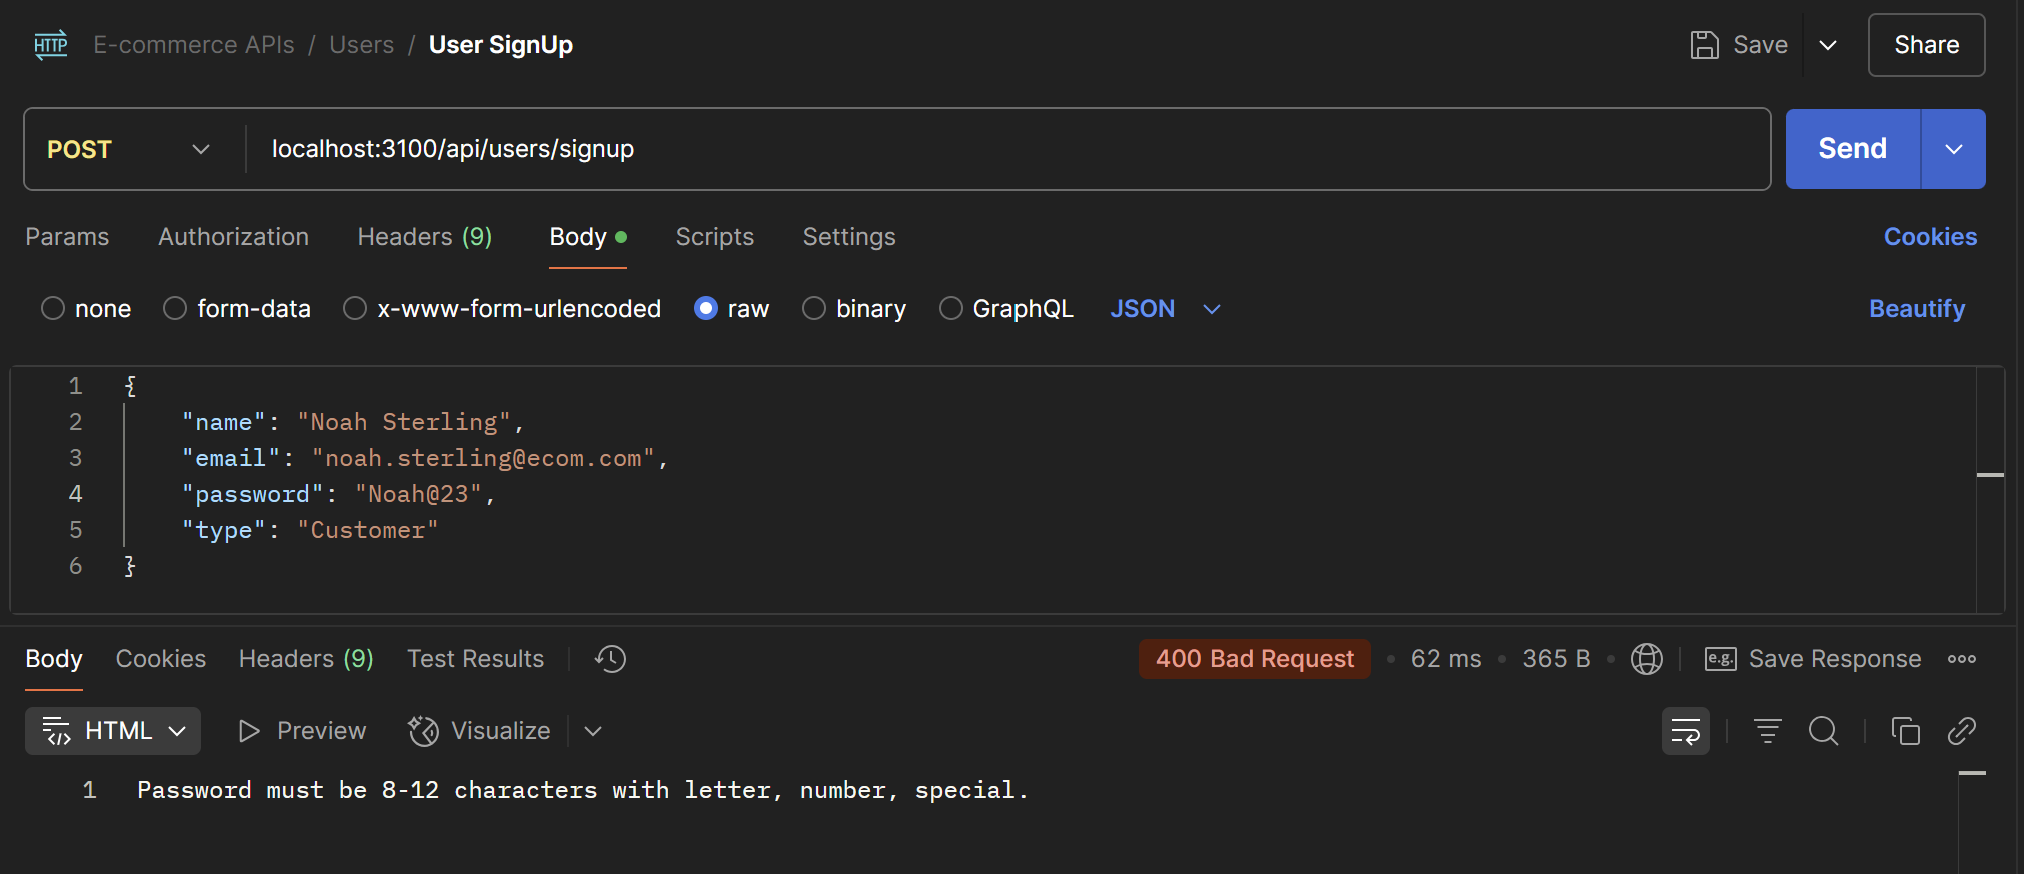 HTTP E-commerce APIs / Users / User SignUp Save Share
POST localhost:3100/api/users/signup Send
Params Authorization Headers (9) Body Scripts Settings Cookies
none form-data x-www-form-urlencoded raw binary GraphQL JSON Beautify
1 {
2 "name": "Noah Sterling",
3 "email": "noah.sterling@ecom.com",
4 "password": "Noah@23",
5 "type": "Customer"
6 }
Body Cookies Headers (9) Test Results 400 Bad Request • 62 ms • 365 B • e.g. Save Response
HTML Preview Visualize
1 Password must be 8-12 characters with letter, number, special.